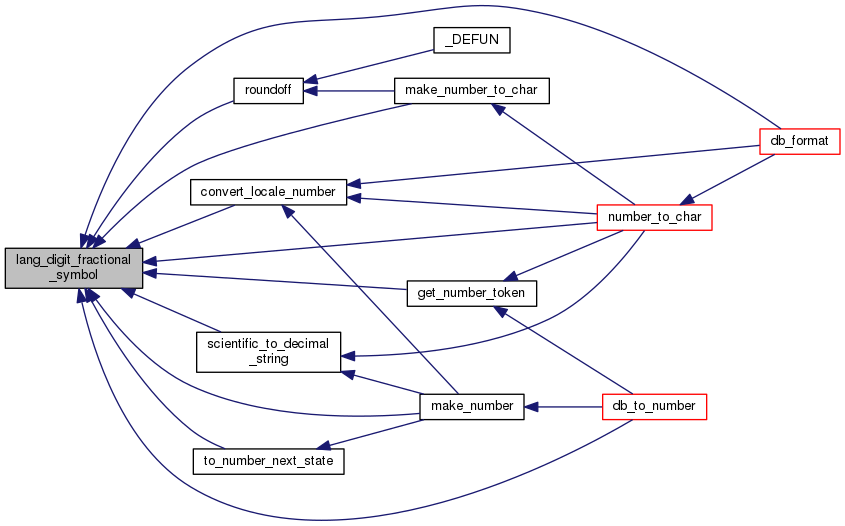 _DEFUN
roundoff
make_number_to_char
db_format
convert_locale_number
number_to_char
lang_digit_fractional
_symbol
get_number_token
scientific_to_decimal
_string
make_number
db_to_number
to_number_next_state